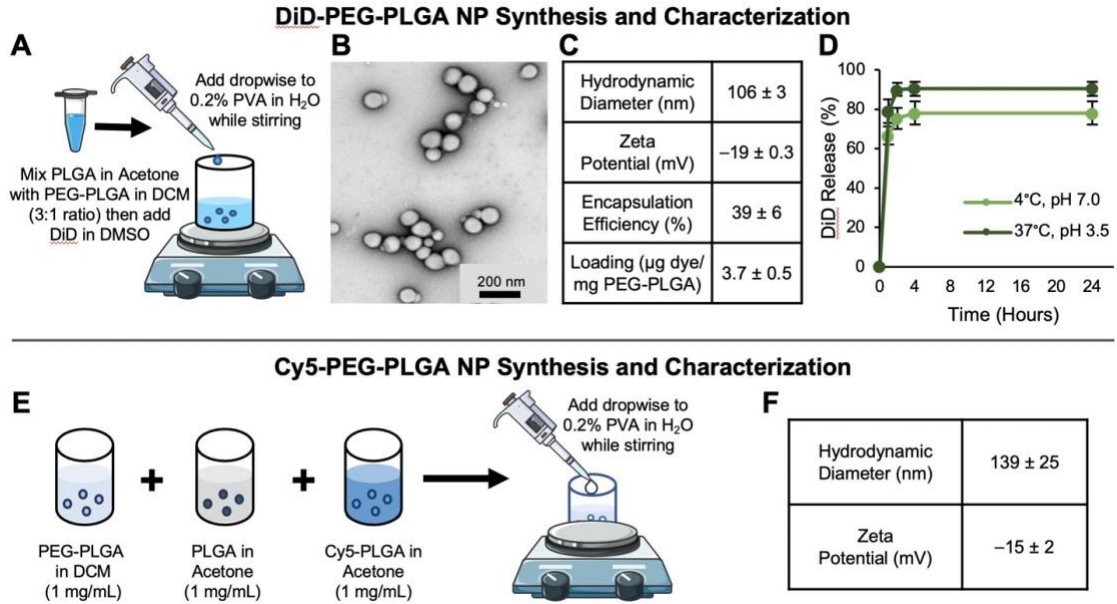 DiD-PEG-PLGA NP Synthesis and Characterization
A
Add dropwise to
0.2% PVA in H₂O
while stirring
Mix PLGA in Acetone
with PEG-PLGA in DCM
(3:1 ratio) then add
DiD in DMSO
B
200 nm
C
Hydrodynamic
Diameter (nm)
106 ± 3
Zeta
Potential (mV)
–19 ± 0.3
Encapsulation
Efficiency (%)
39 ± 6
Loading (µg dye/
mg PEG-PLGA)
3.7 ± 0.5
D
DiD Release (%)
100
80
60
40
20
0
4°C, pH 7.0
37°C, pH 3.5
0 4 8 12 16 20 24
Time (Hours)
Cy5-PEG-PLGA NP Synthesis and Characterization
E
+
+
PEG-PLGA
in DCM
(1 mg/mL)
PLGA in
Acetone
(1 mg/mL)
Cy5-PLGA in
Acetone
(1 mg/mL)
Add dropwise to
0.2% PVA in H₂O
while stirring
F
Hydrodynamic
Diameter (nm)
139 ± 25
Zeta
Potential (mV)
–15 ± 2